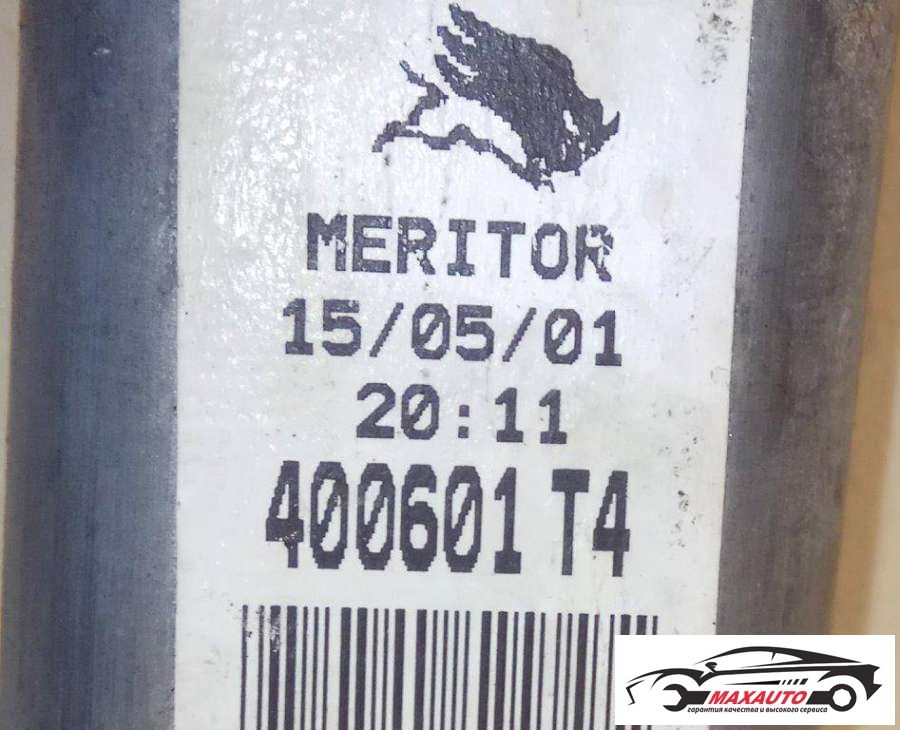 MERITOR
15/05/01
20:11
400601 T4
MAXAUTO
гарантия качества и высокого сервиса